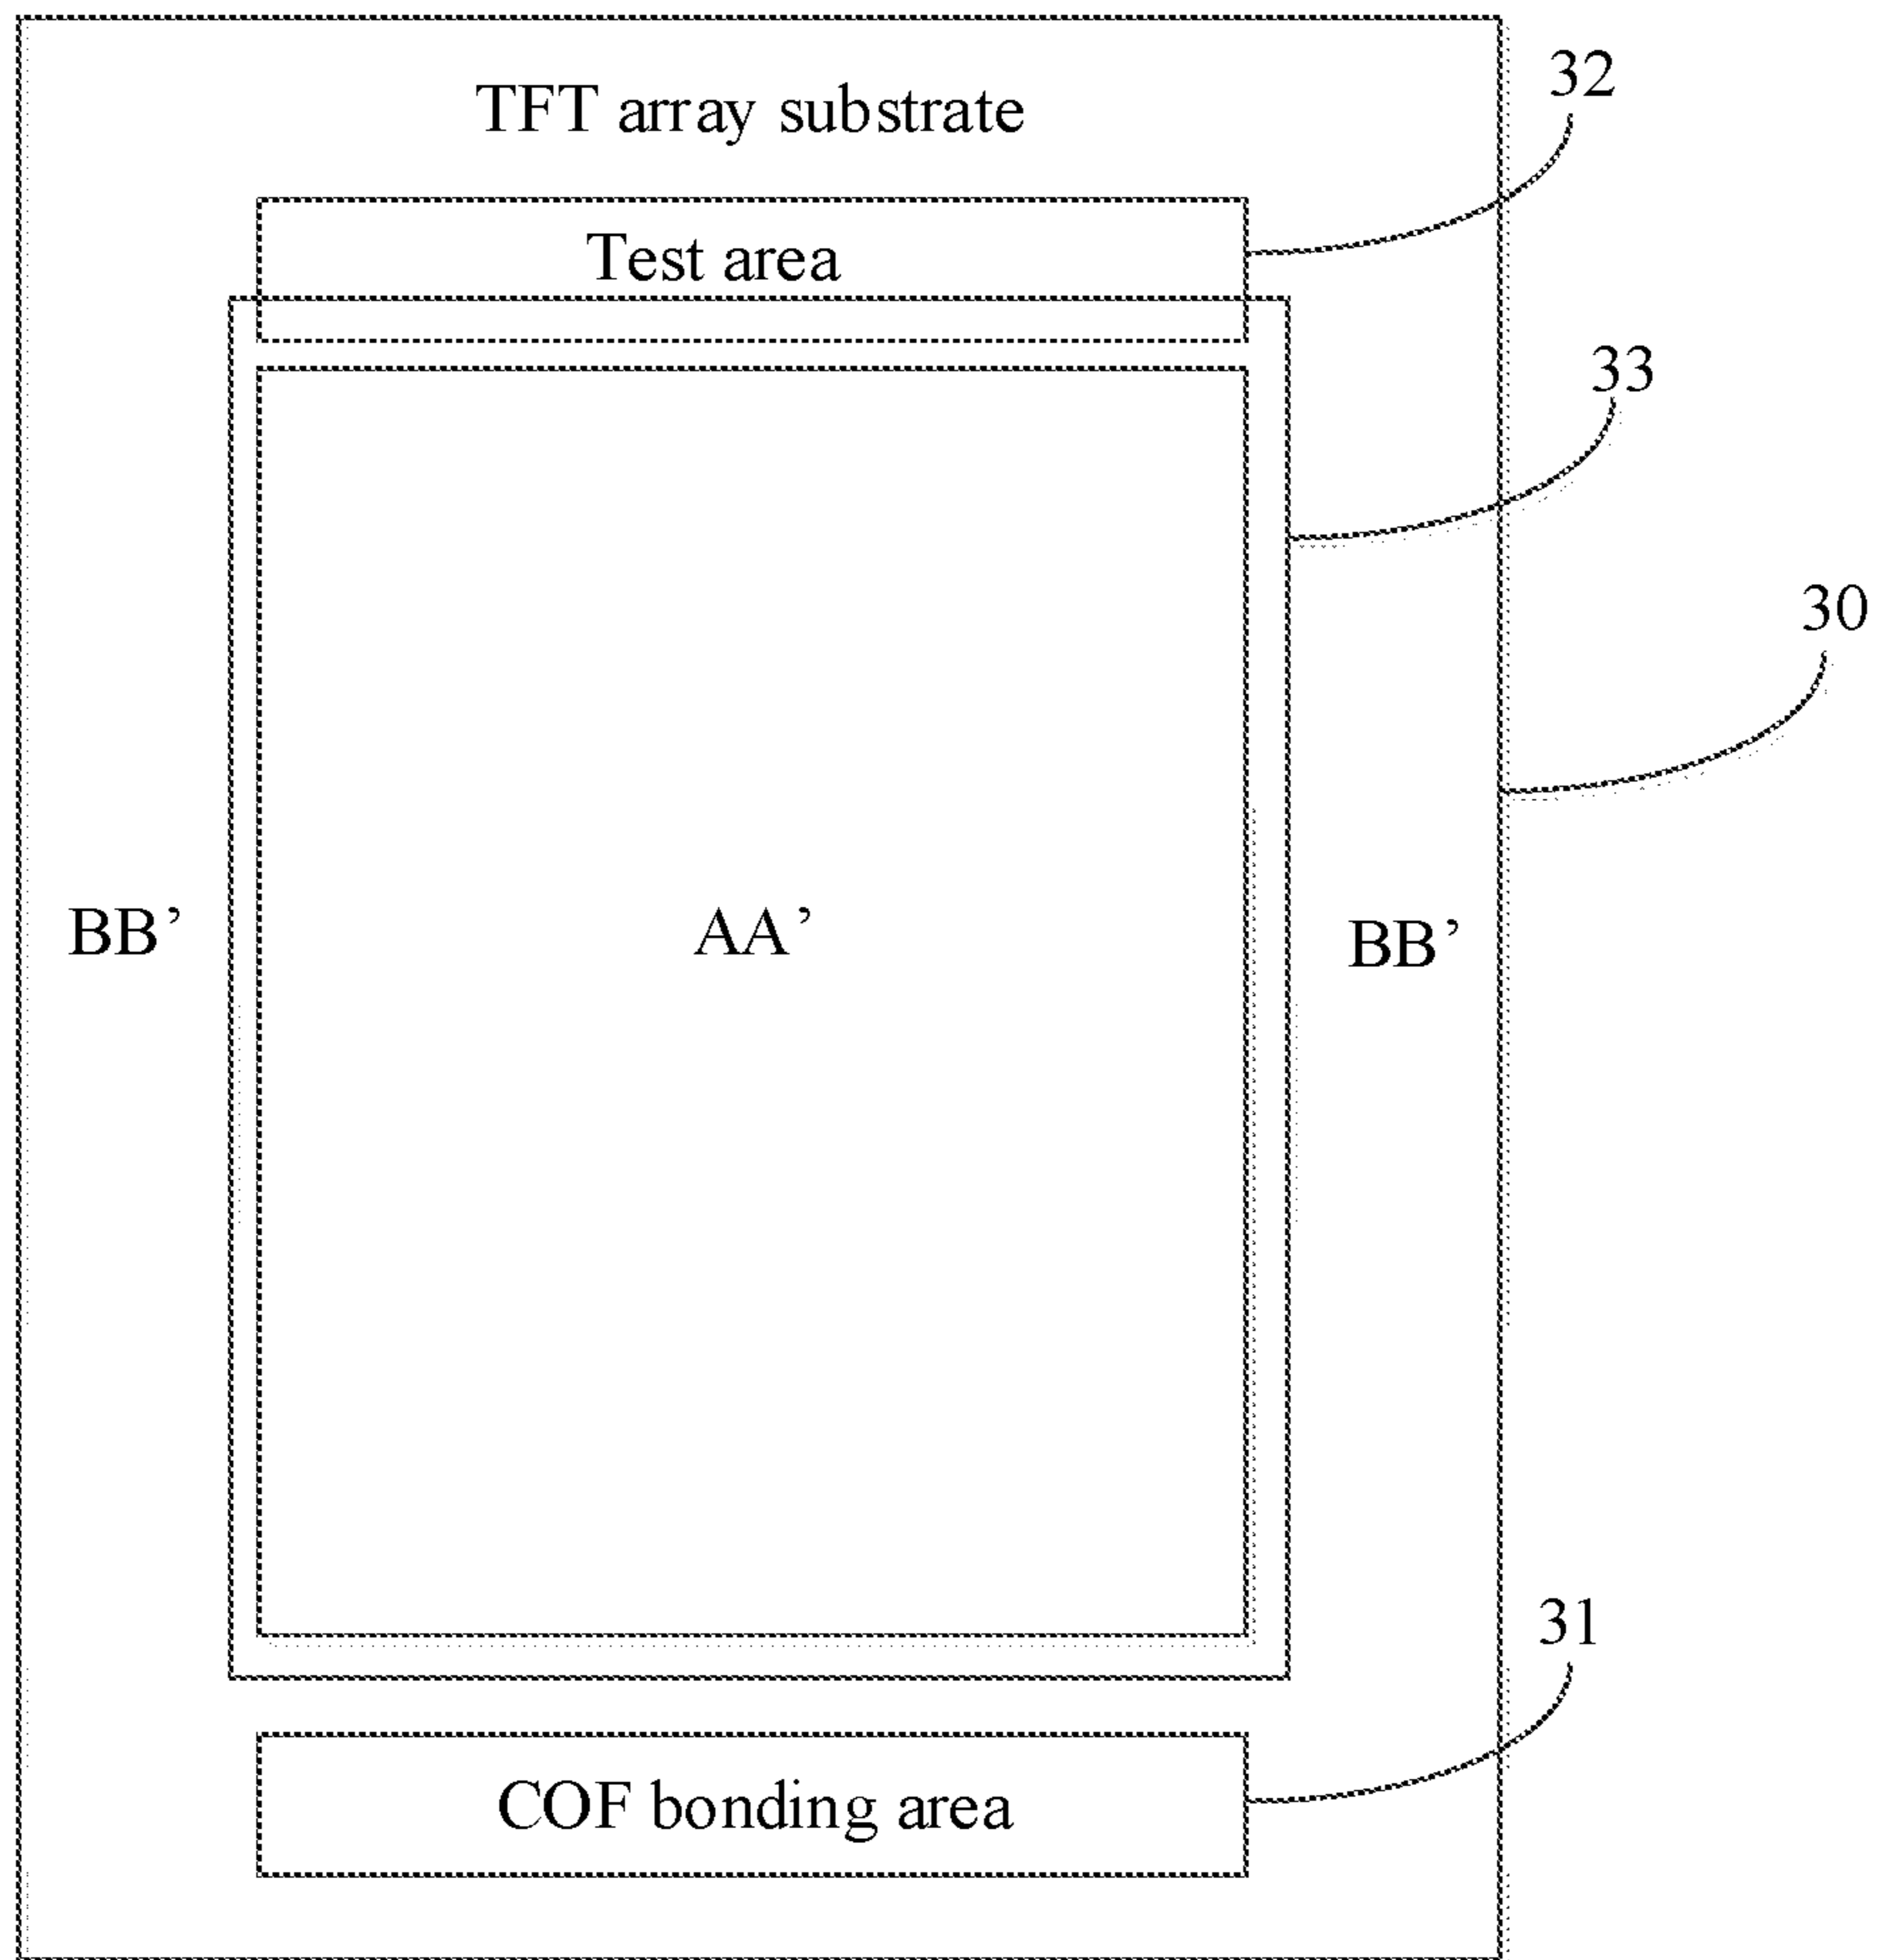 TFT array substrate
32
Test area
33
30
BB’
AA’
BB’
31
COF bonding area